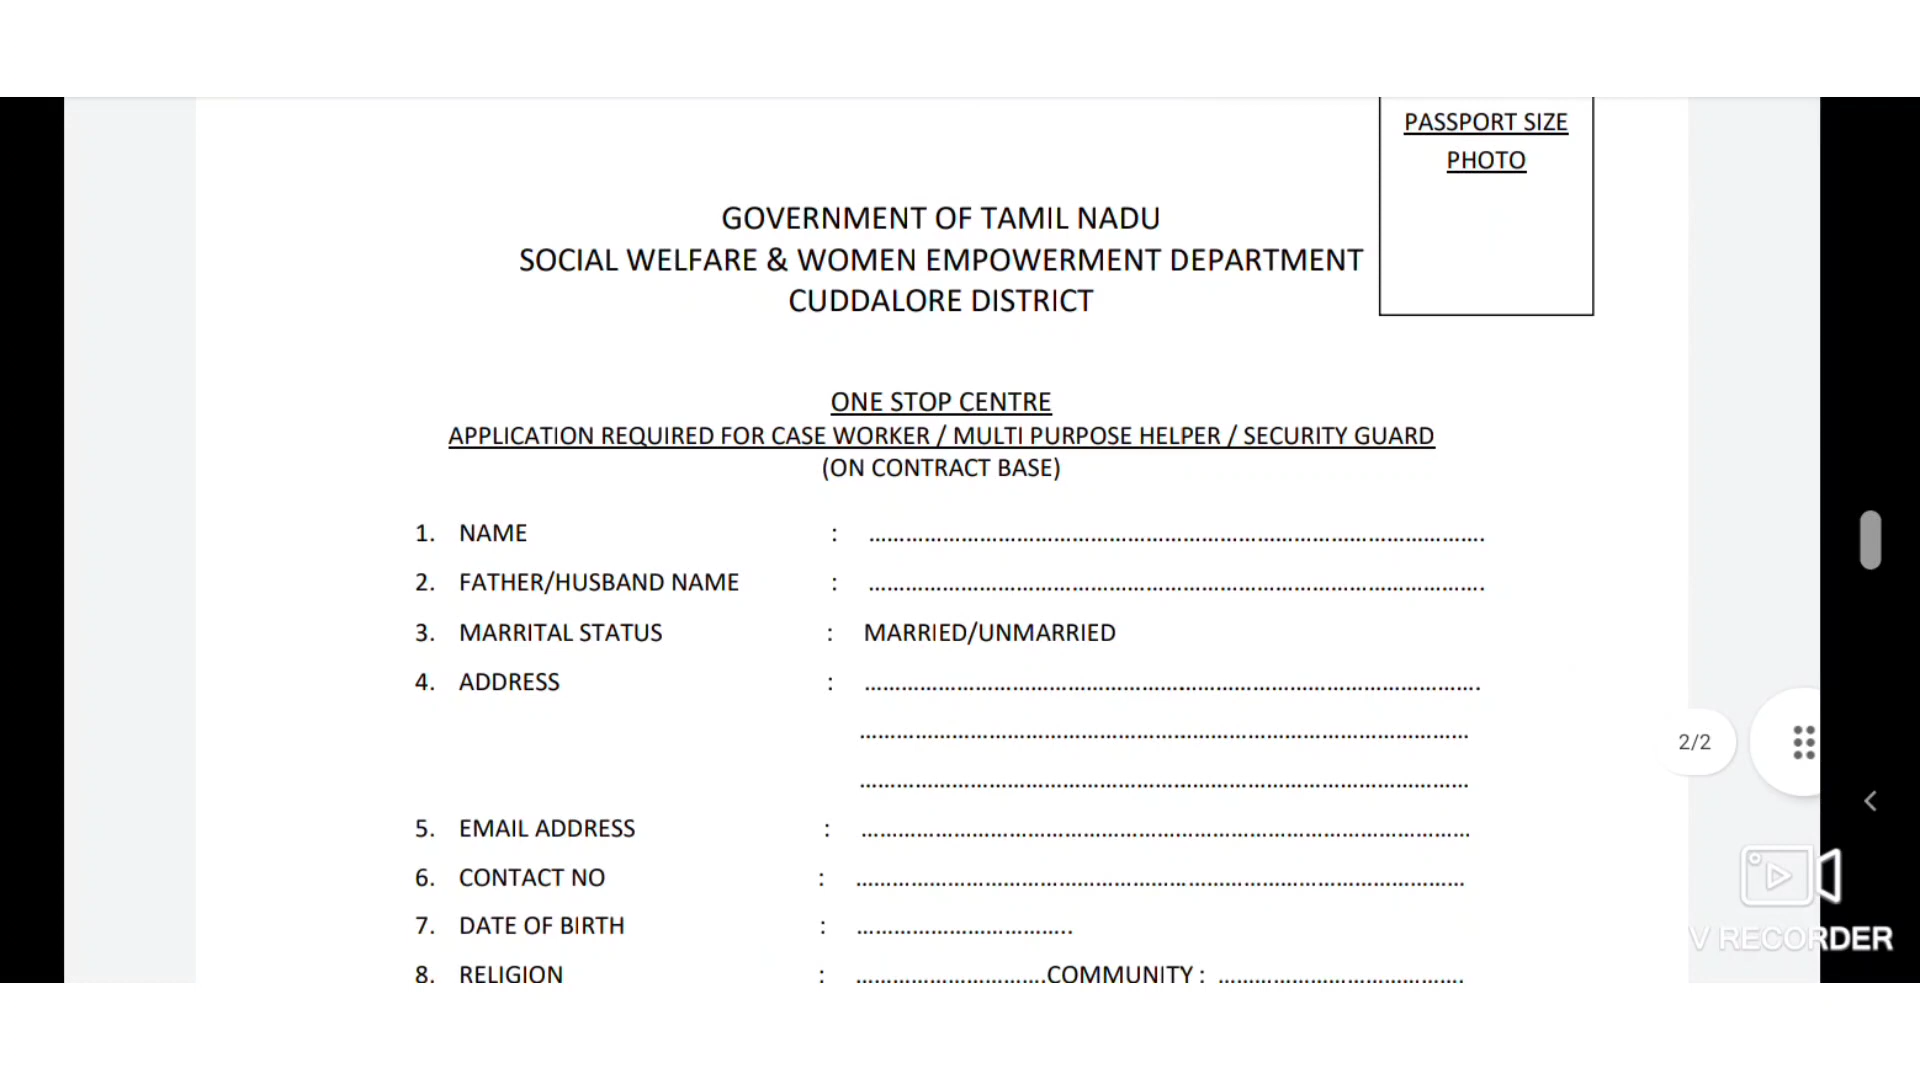 PASSPORT SIZE
PHOTO
GOVERNMENT OF TAMIL NADU
SOCIAL WELFARE & WOMEN EMPOWERMENT DEPARTMENT
CUDDALORE DISTRICT
ONE STOP CENTRE
APPLICATION REQUIRED FOR CASE WORKER / MULTI PURPOSE HELPER / SECURITY GUARD
(ON CONTRACT BASE)
1. NAME : ....................................................................................................
2. FATHER/HUSBAND NAME : ....................................................................................................
3. MARRITAL STATUS : MARRIED/UNMARRIED
4. ADDRESS : ....................................................................................................
....................................................................................................
....................................................................................................
5. EMAIL ADDRESS : ....................................................................................................
6. CONTACT NO : ....................................................................................................
7. DATE OF BIRTH : ...................................
8. RELIGION : ...............................COMMUNITY : ........................................
2/2
V RECORDER